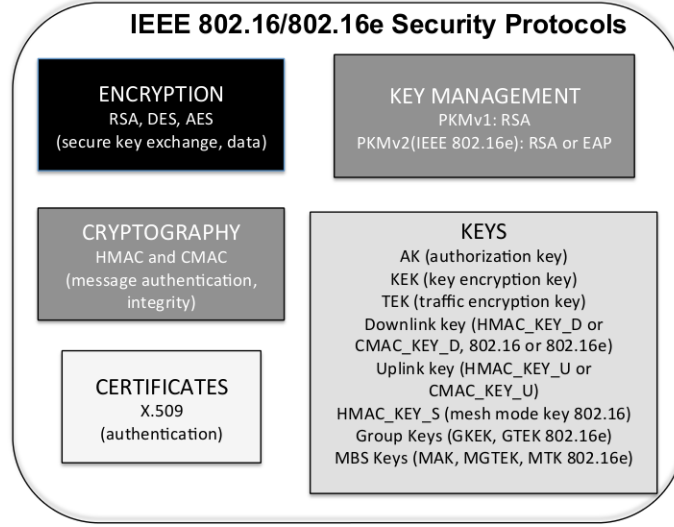 IEEE 802.16/802.16e Security Protocols
ENCRYPTION
RSA, DES, AES
(secure key exchange, data)
KEY MANAGEMENT
PKMv1: RSA
PKMv2(IEEE 802.16e): RSA or EAP
CRYPTOGRAPHY
HMAC and CMAC
(message authentication,
integrity)
KEYS
AK (authorization key)
KEK (key encryption key)
TEK (traffic encryption key)
Downlink key (HMAC_KEY_D or
CMAC_KEY_D, 802.16 or 802.16e)
Uplink key (HMAC_KEY_U or
CMAC_KEY_U)
HMAC_KEY_S (mesh mode key 802.16)
Group Keys (GKEK, GTEK 802.16e)
MBS Keys (MAK, MGTEK, MTK 802.16e)
CERTIFICATES
X.509
(authentication)